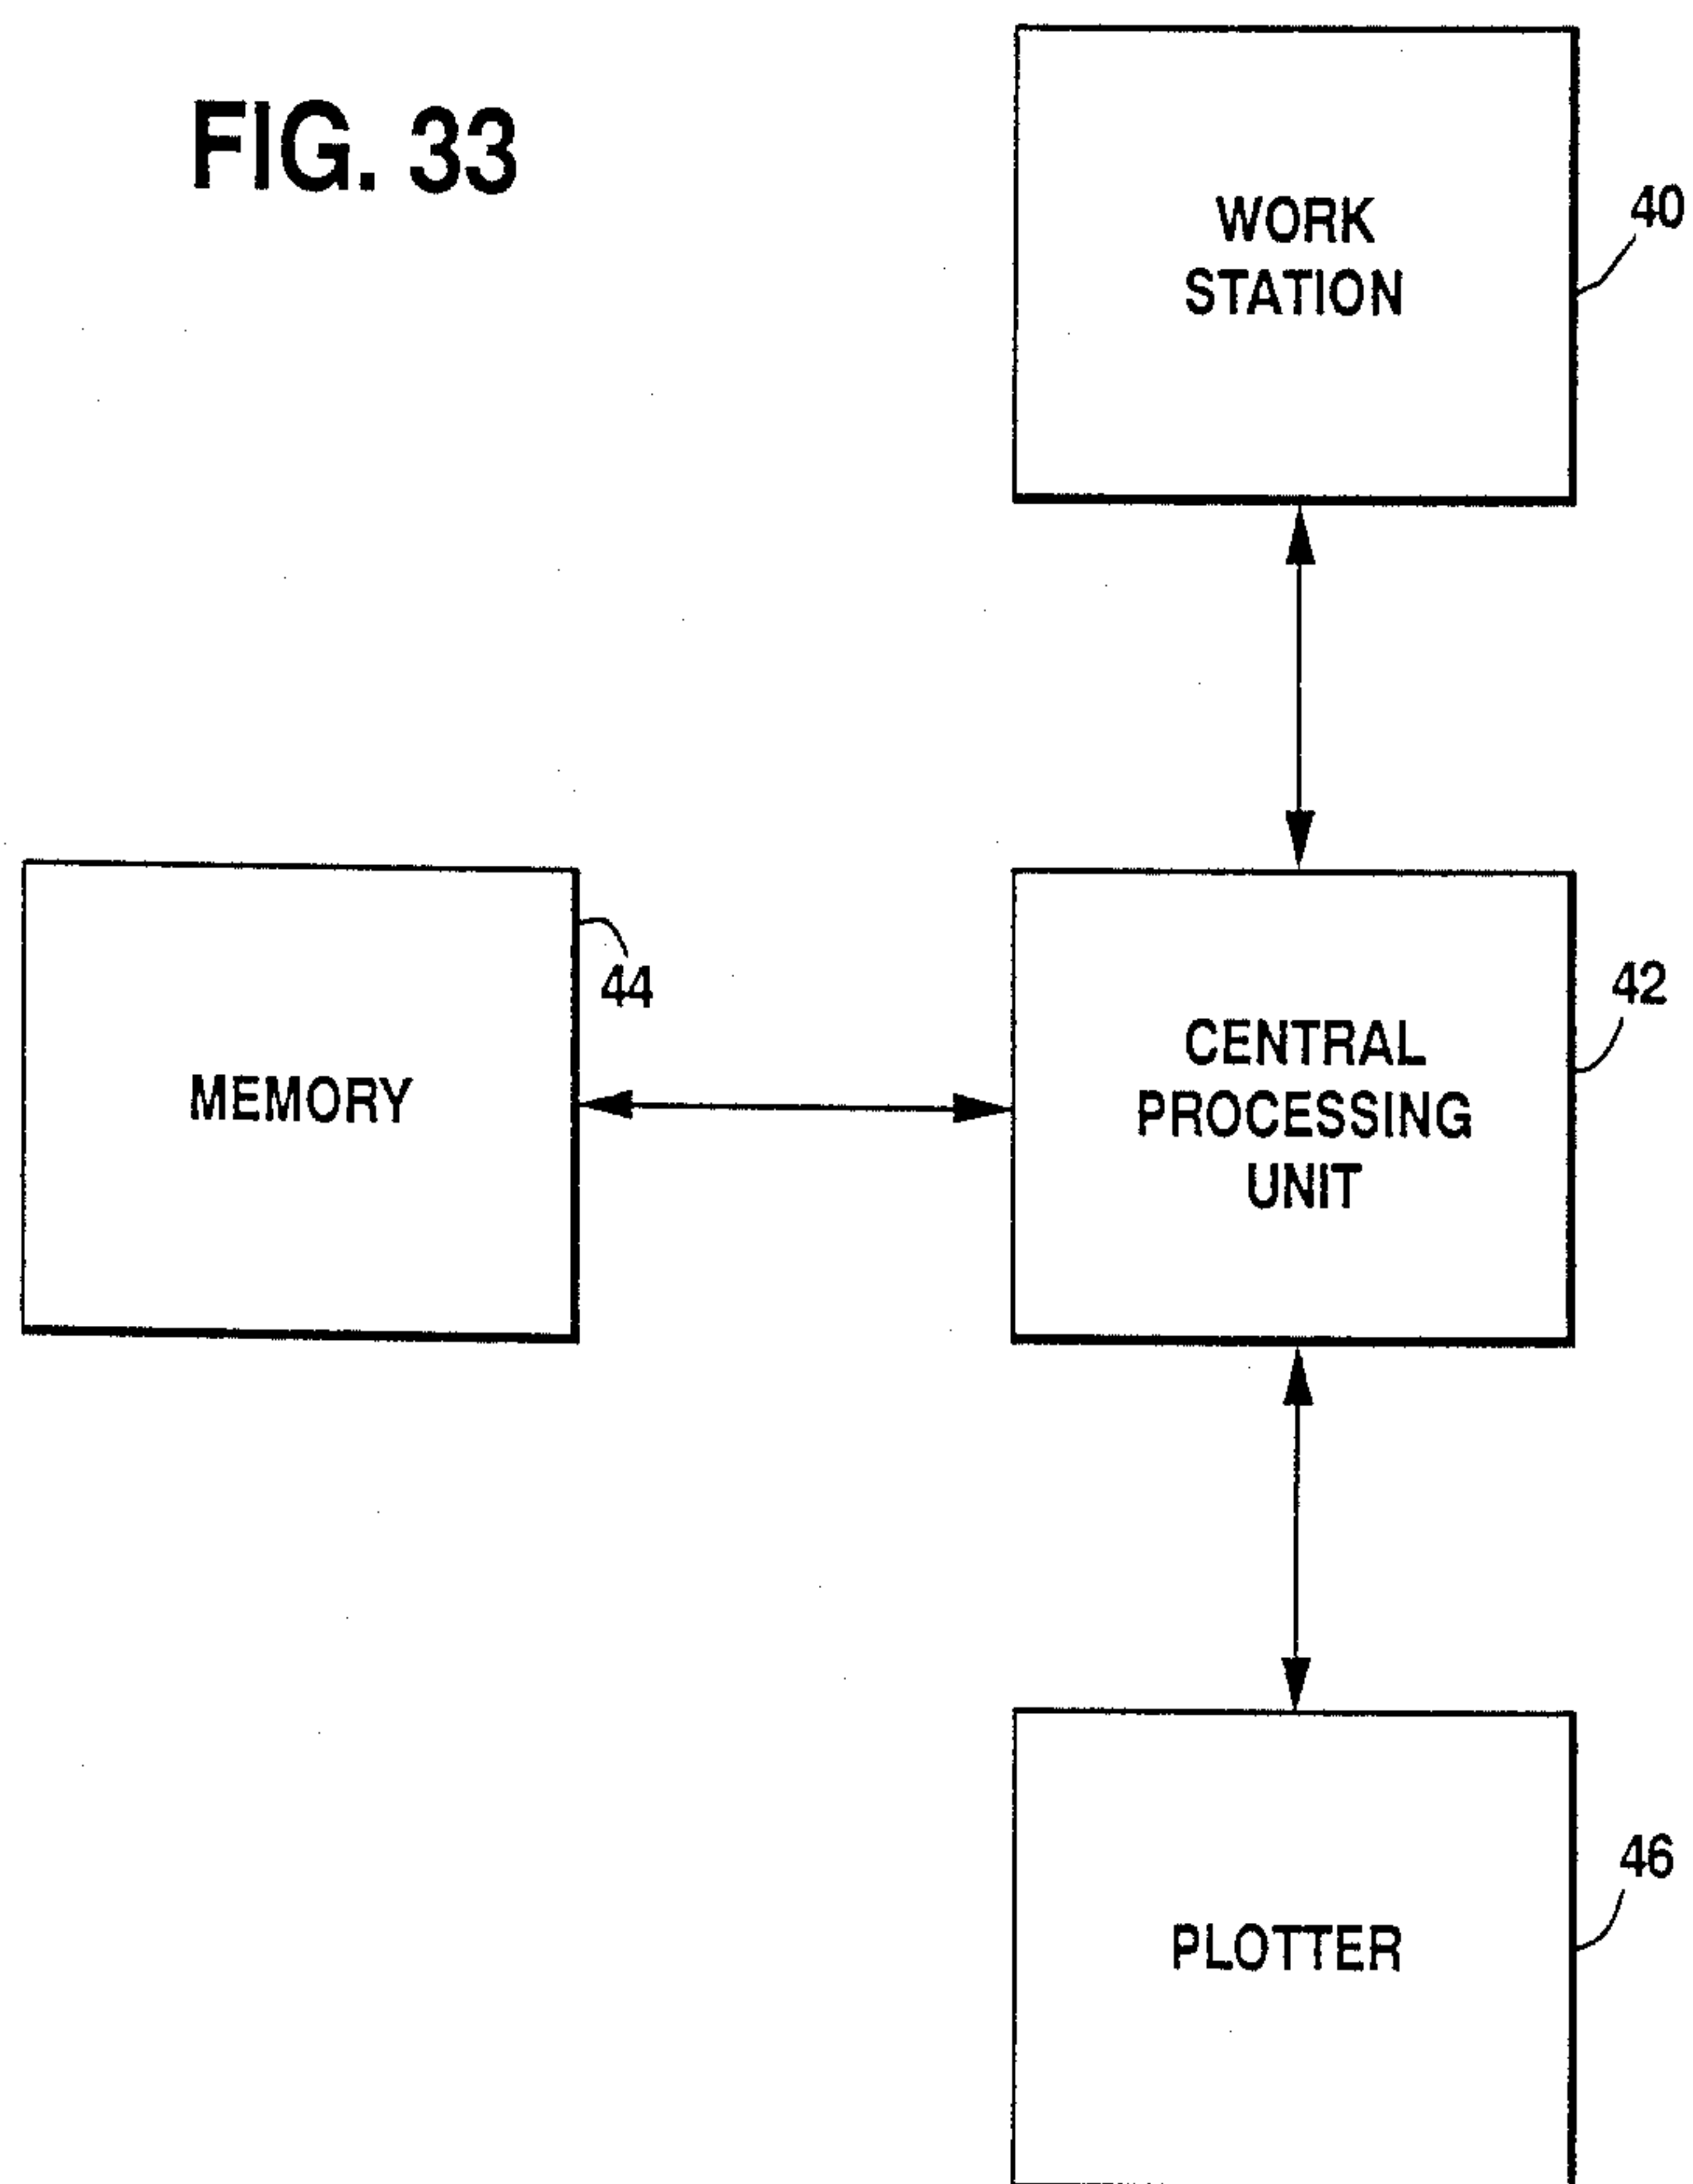 FIG. 33
WORK
STATION
40
44
MEMORY
42
CENTRAL
PROCESSING
UNIT
46
PLOTTER